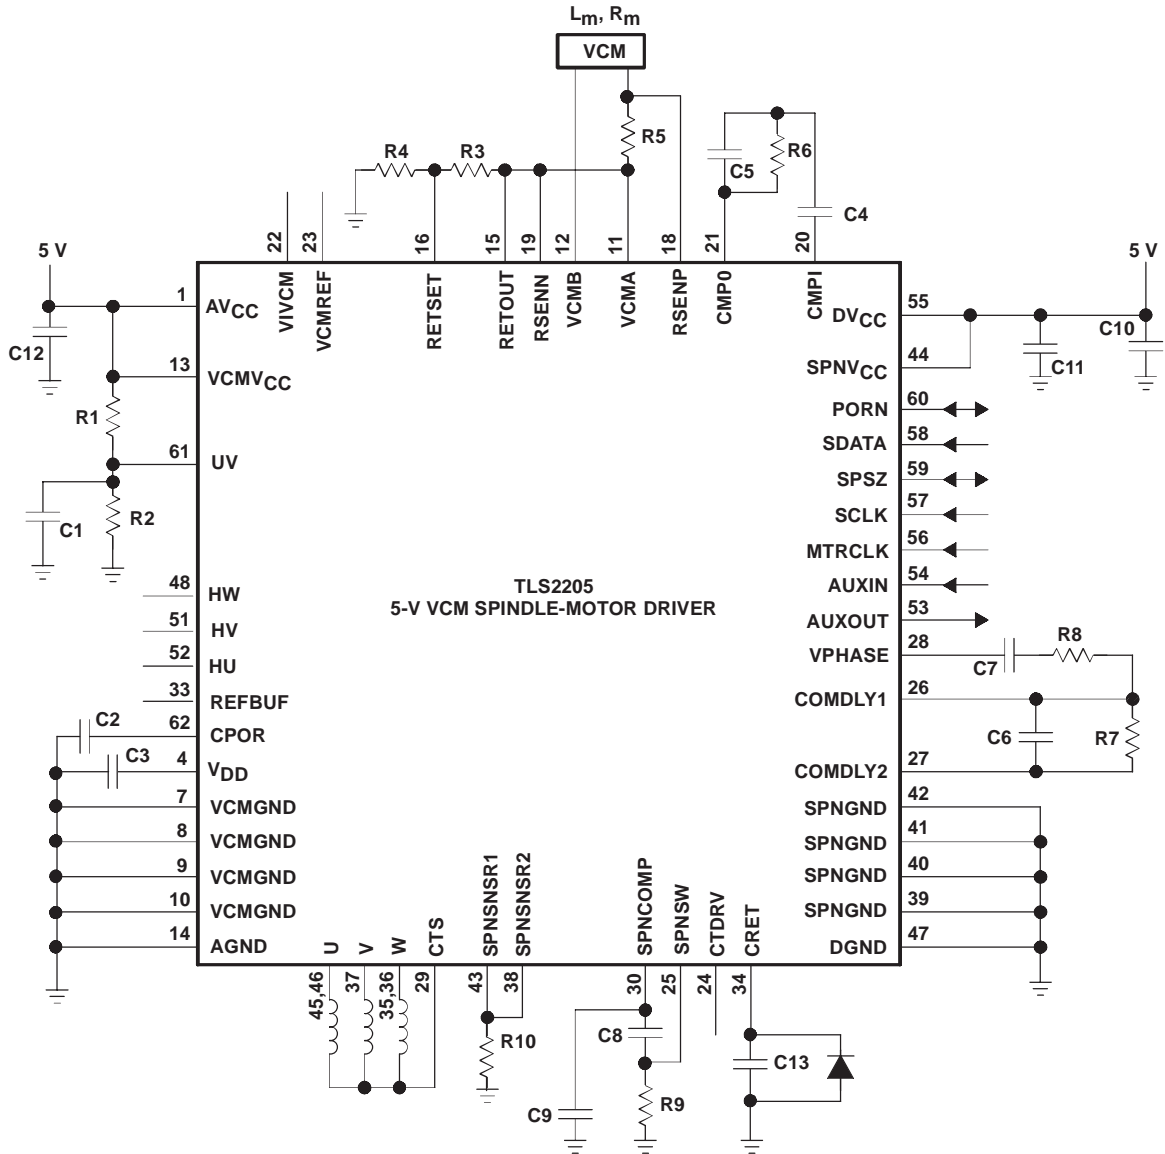 Lm, Rm
VCM
R5
R4
R3
C5
R6
C4
22
23
16
15
19
12
11
18
21
20
5 V
5 V
VIVCM
VCMREF
RETSET
RETOUT
RSENN
VCMB
VCMA
RSENP
CMP0
CMPI
1
AVCC
C12
13
VCMVCC
R1
61
UV
C1
R2
48
HW
51
HV
52
HU
33
REFBUF
C2
62
CPOR
C3
4
VDD
7
VCMGND
8
VCMGND
9
VCMGND
10
VCMGND
14
AGND
TLS2205
5-V VCM SPINDLE-MOTOR DRIVER
DVCC
55
C10
C11
SPNVCC
44
PORN
60
SDATA
58
SPSZ
59
SCLK
57
MTRCLK
56
AUXIN
54
AUXOUT
53
VPHASE
28
C7
R8
COMDLY1
26
C6
R7
COMDLY2
27
SPNGND
42
SPNGND
41
SPNGND
40
SPNGND
39
DGND
47
U
V
W
CTS
SPNSNSR1
SPNSNSR2
SPNCOMP
SPNSW
CTDRV
CRET
45,46
37
35,36
29
43
38
30
25
24
34
R10
C8
C13
C9
R9